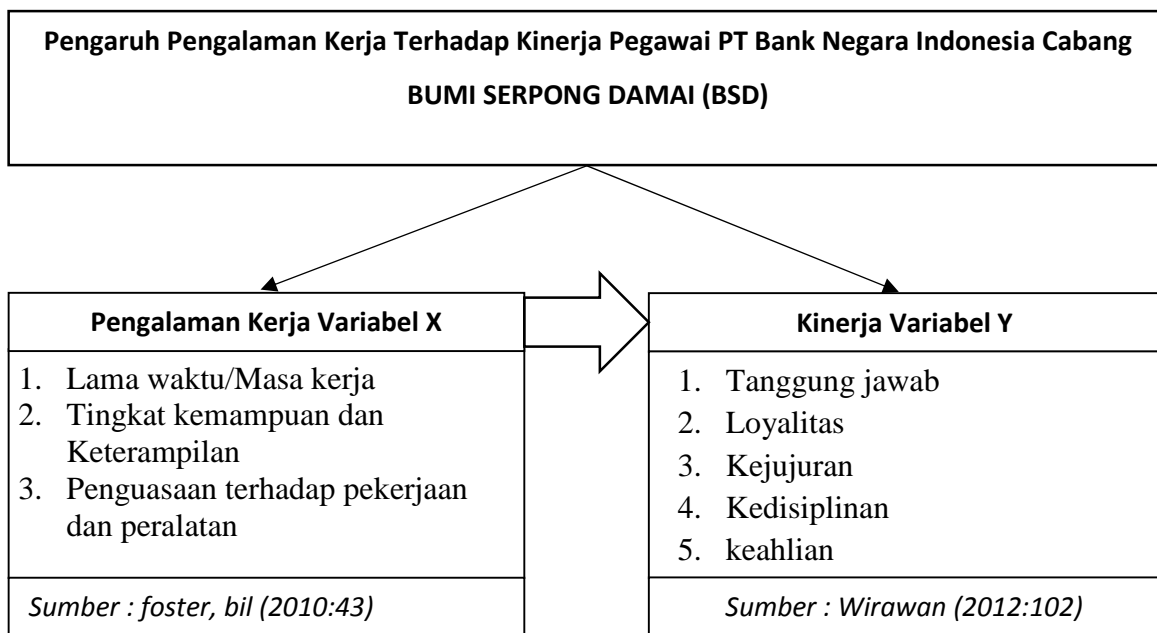 Pengaruh Pengalaman Kerja Terhadap Kinerja Pegawai PT Bank Negara Indonesia Cabang
BUMI SERPONG DAMAI (BSD)
Pengalaman Kerja Variabel X
1. Lama waktu/Masa kerja
2. Tingkat kemampuan dan
Keterampilan
3. Penguasaan terhadap pekerjaan
dan peralatan
Sumber : foster, bil (2010:43)
Kinerja Variabel Y
1. Tanggung jawab
2. Loyalitas
3. Kejujuran
4. Kedisiplinan
5. keahlian
Sumber : Wirawan (2012:102)